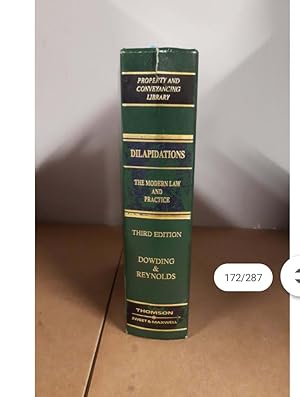 PROPERTY AND
CONVEYANCING
LIBRARY
DILAPIDATIONS
THE MODERN LAW
AND
PRACTICE
THIRD EDITION
DOWDING
&
REYNOLDS
THOMSON
SWEET & MAXWELL
172/287